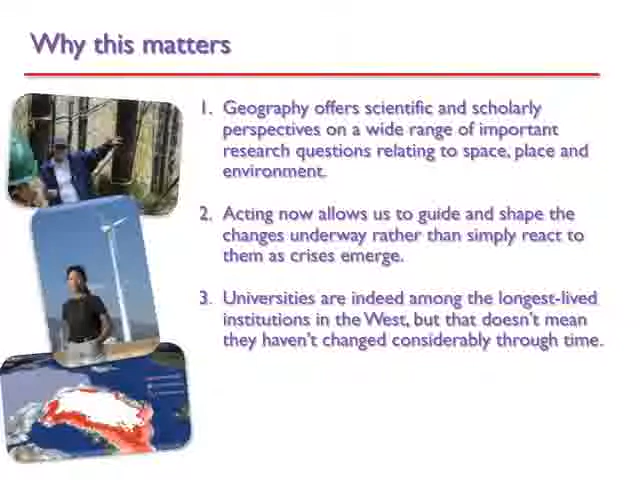 Why this matters
1. Geography offers scientific and scholarly
perspectives on a wide range of important
research questions relating to space, place and
environment.
2. Acting now allows us to guide and shape the
changes underway rather than simply react to
them as crises emerge.
3. Universities are indeed among the longest-lived
institutions in the West, but that doesn't mean
they haven't changed considerably through time.